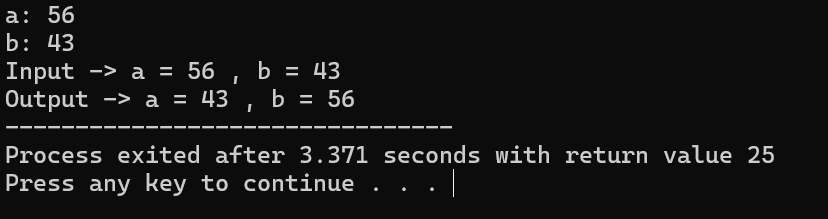 a: 56
b: 43
Input -> a = 56 , b = 43
Output -> a = 43 , b = 56
--------------------------------
Process exited after 3.371 seconds with return value 25
Press any key to continue . . .